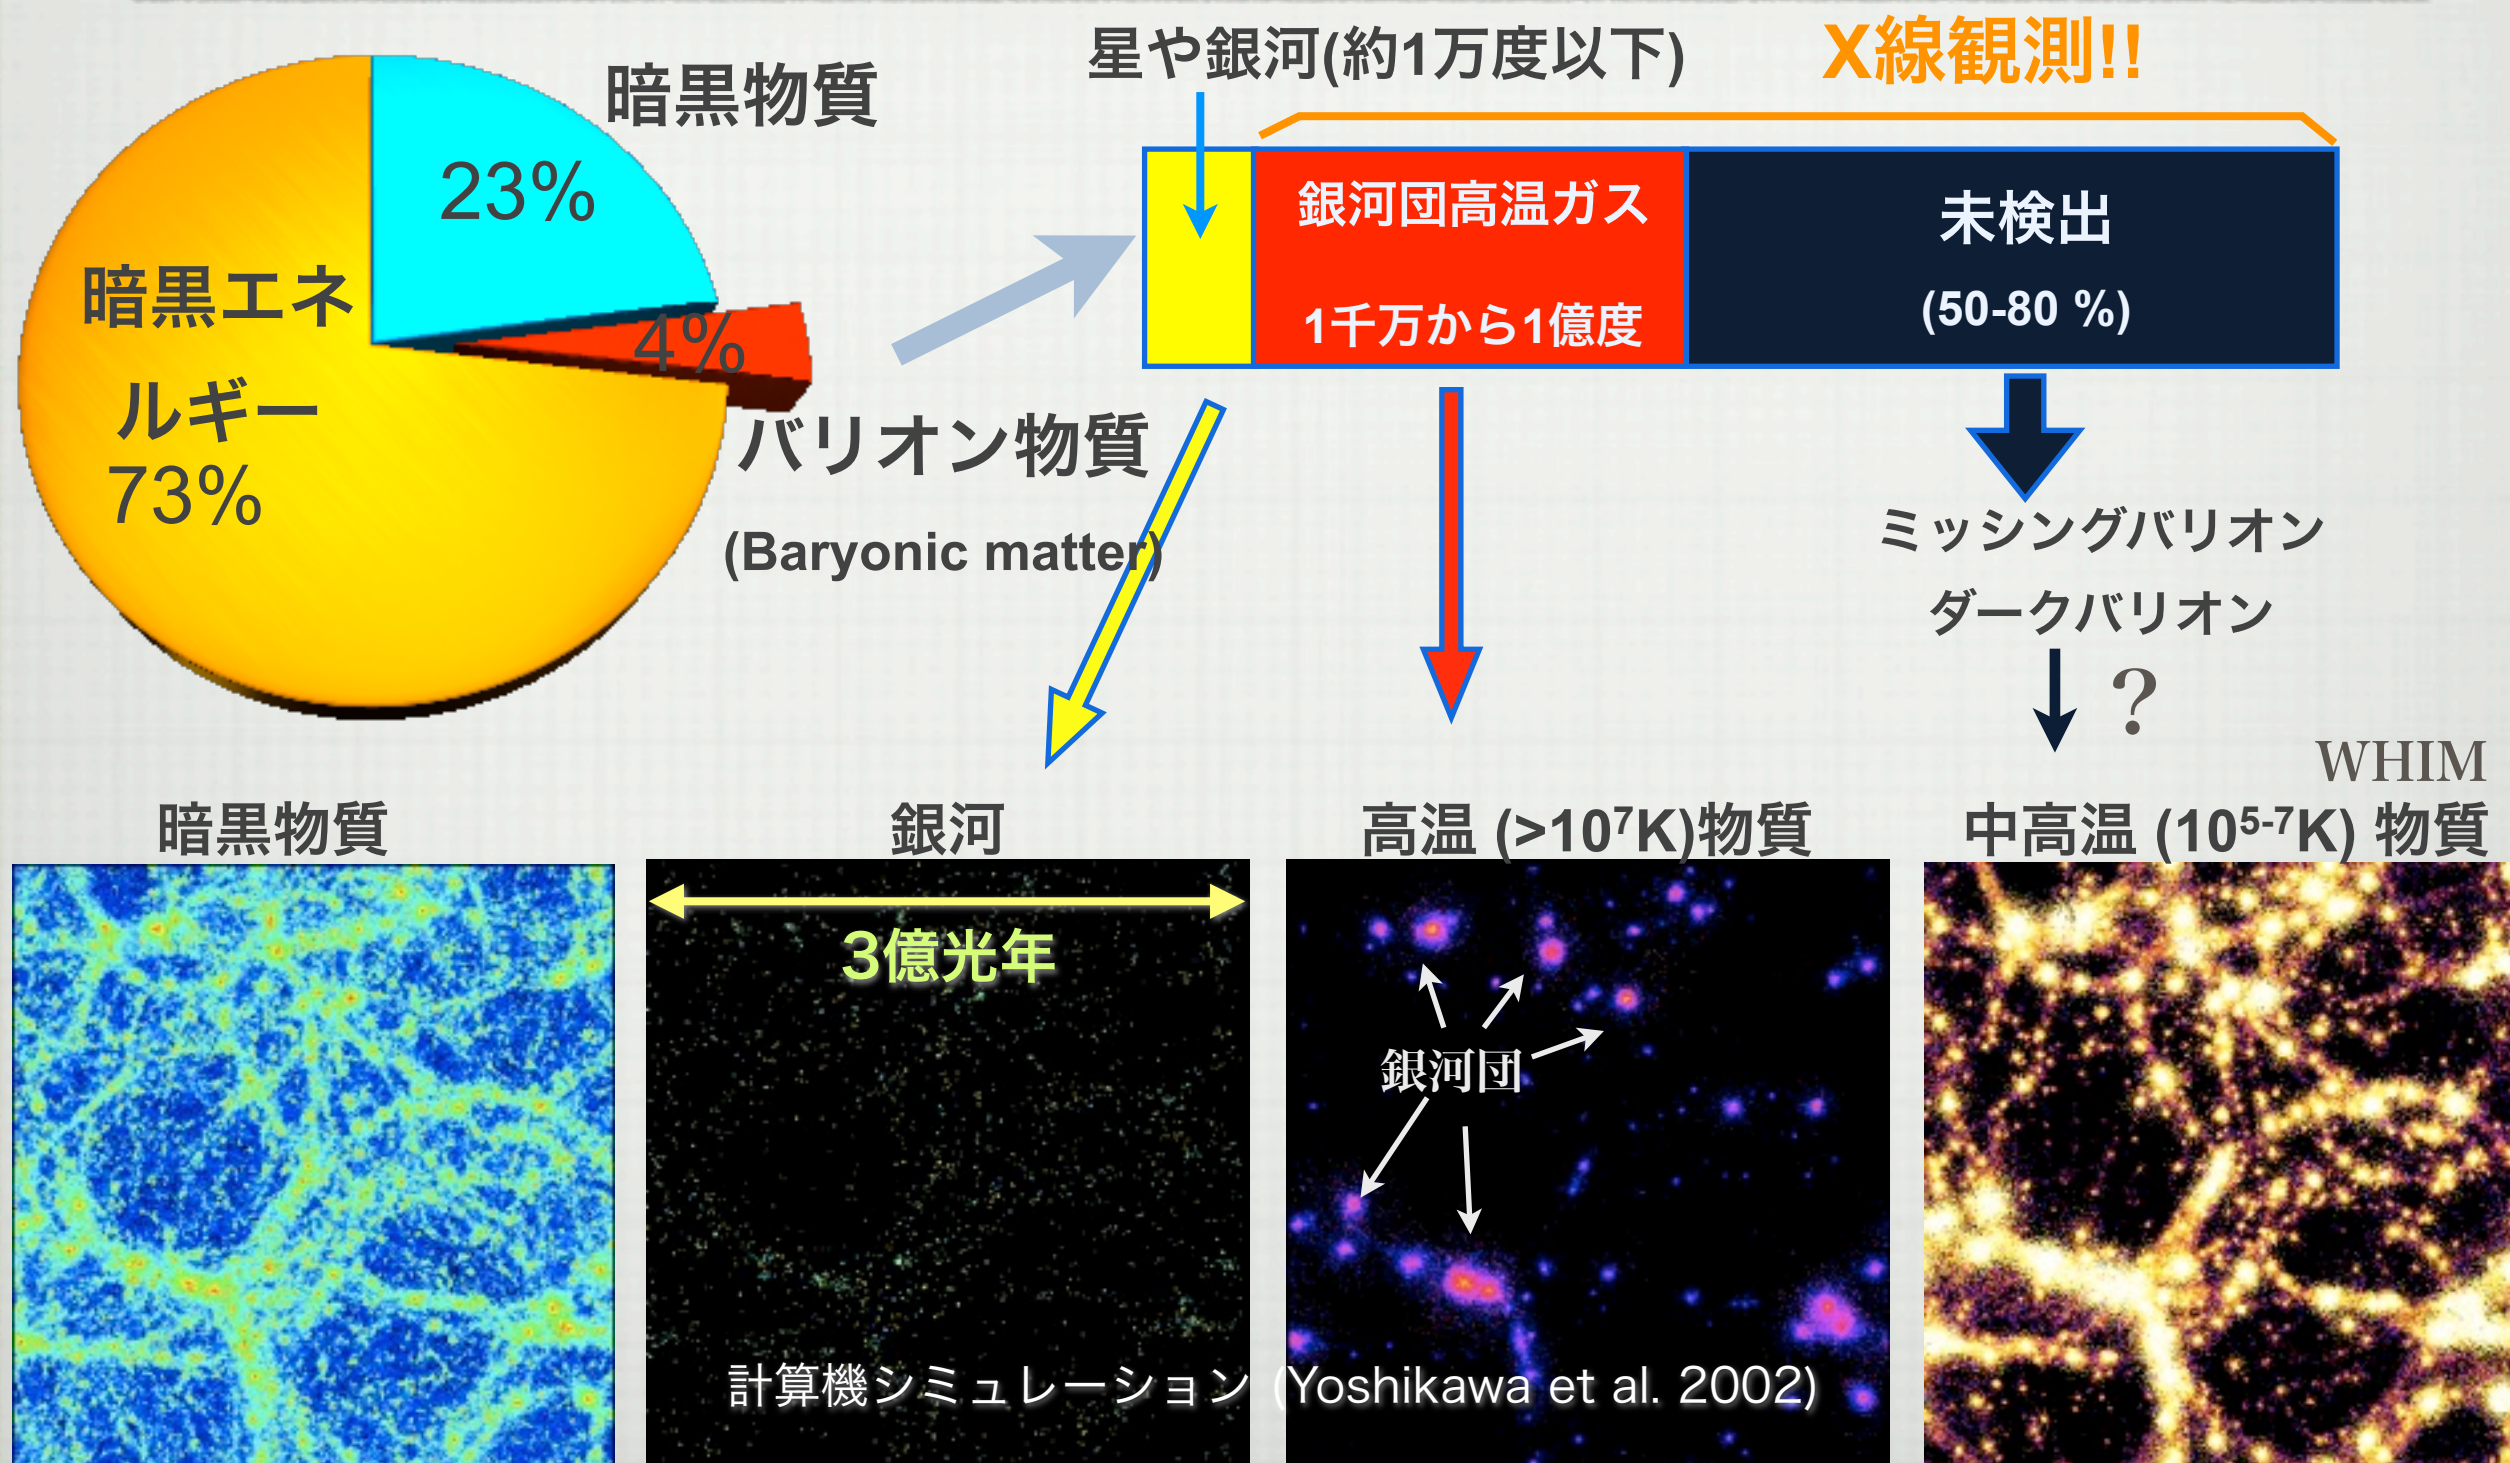 星や銀河(約1万度以下)
X線観測!!
暗黒物質
23%
4%
暗黒エネ
ルギー
73%
バリオン物質
(Baryonic matter)
銀河団高温ガス
1千万から1億度
未検出
(50-80 %)
ミッシングバリオン
ダークバリオン
?
WHIM
暗黒物質
銀河
高温 (>10⁷K)物質
中高温 (10⁵⁻⁷K) 物質
3億光年
銀河団
計算機シミュレーション (Yoshikawa et al. 2002)